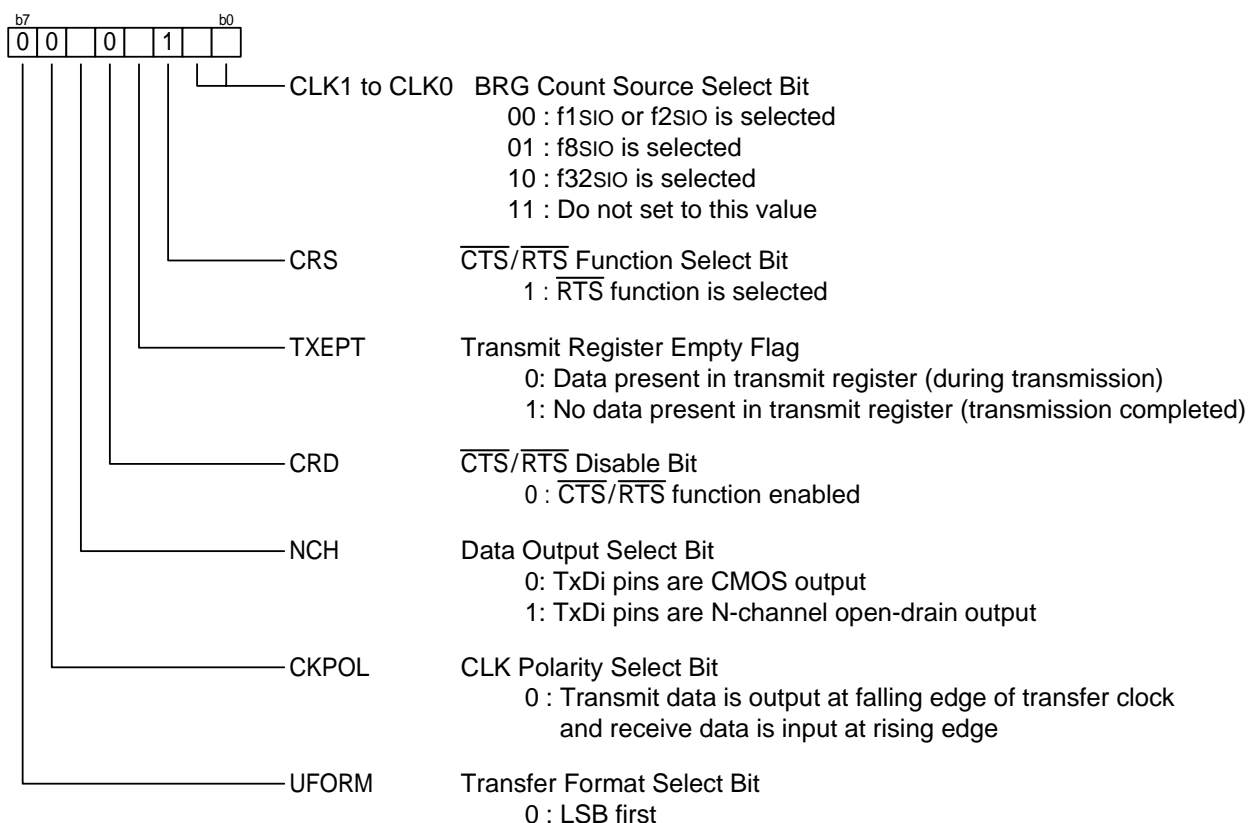 b7 b0
0 0 0 1
CLK1 to CLK0 BRG Count Source Select Bit
00 : f1SIO or f2SIO is selected
01 : f8SIO is selected
10 : f32SIO is selected
11 : Do not set to this value
CRS CTS/RTS Function Select Bit
1 : RTS function is selected
TXEPT Transmit Register Empty Flag
0: Data present in transmit register (during transmission)
1: No data present in transmit register (transmission completed)
CRD CTS/RTS Disable Bit
0 : CTS/RTS function enabled
NCH Data Output Select Bit
0: TxDi pins are CMOS output
1: TxDi pins are N-channel open-drain output
CKPOL CLK Polarity Select Bit
0 : Transmit data is output at falling edge of transfer clock
and receive data is input at rising edge
UFORM Transfer Format Select Bit
0 : LSB first